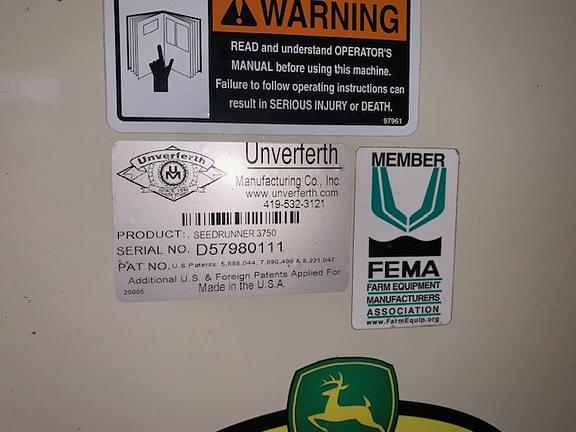 WARNING
READ and understand OPERATOR'S
MANUAL before using this machine.
Failure to follow operating instructions can
result in SERIOUS INJURY or DEATH.
97961
Unverferth
UM
Unverferth
Manufacturing Co., Inc.
www.unverferth.com
419-532-3121
PRODUCT: SEEDRUNNER 3750
SERIAL NO. D57980111
PAT NO. U.S. Patents: 5,888,044, 7,690,499 & 8,221,047
Additional U.S. & Foreign Patents Applied For
Made in the U.S.A.
25005
MEMBER
FEMA
FARM EQUIPMENT
MANUFACTURERS
ASSOCIATION
www.FarmEquip.org